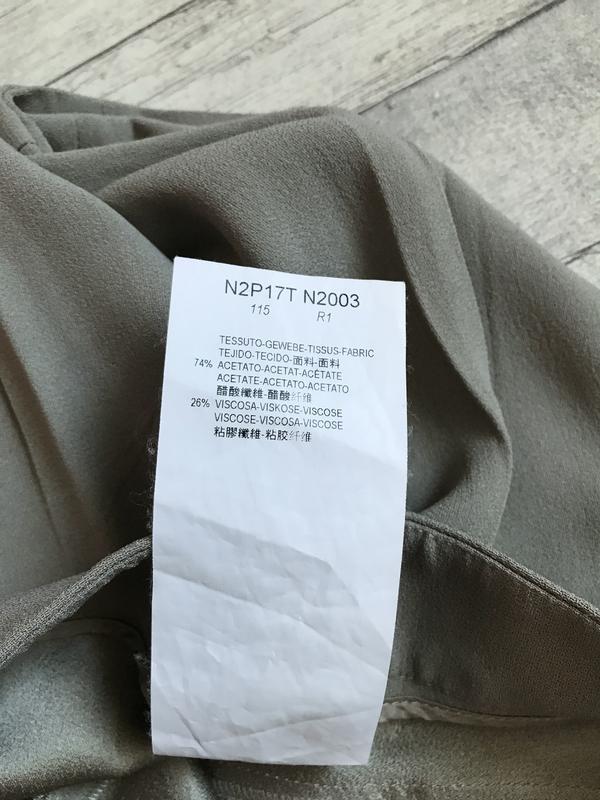 N2P17T N2003
115 R1
TESSUTO-GEWEBE-TISSUS-FABRIC
TEJIDO-TECIDO-面料-面料
74% ACETATO-ACETAT-ACÉTATE
ACETATE-ACETATO-ACETATO
醋酸纖維-醋酸纤维
26% VISCOSA-VISKOSE-VISCOSE
VISCOSE-VISCOSA-VISCOSE
粘膠纖維-粘胶纤维